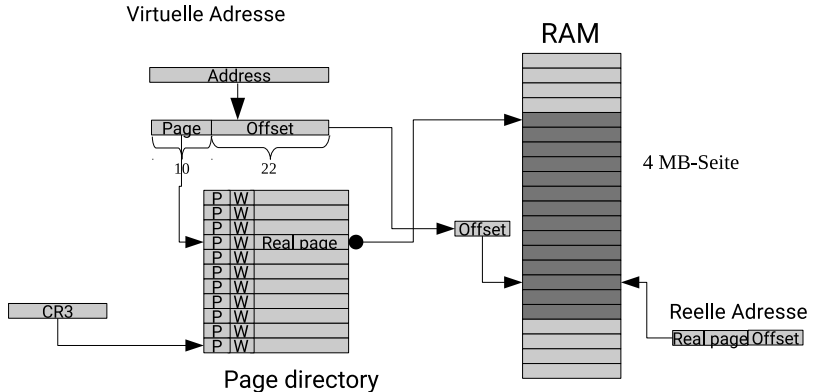 Virtuelle Adresse
RAM
Address
Page Offset
10 22
4 MB-Seite
P W
P W
P W
P W Real page
P W
P W
P W
P W
P W
P W
P W
Offset
CR3
Reelle Adresse
Real page Offset
Page directory